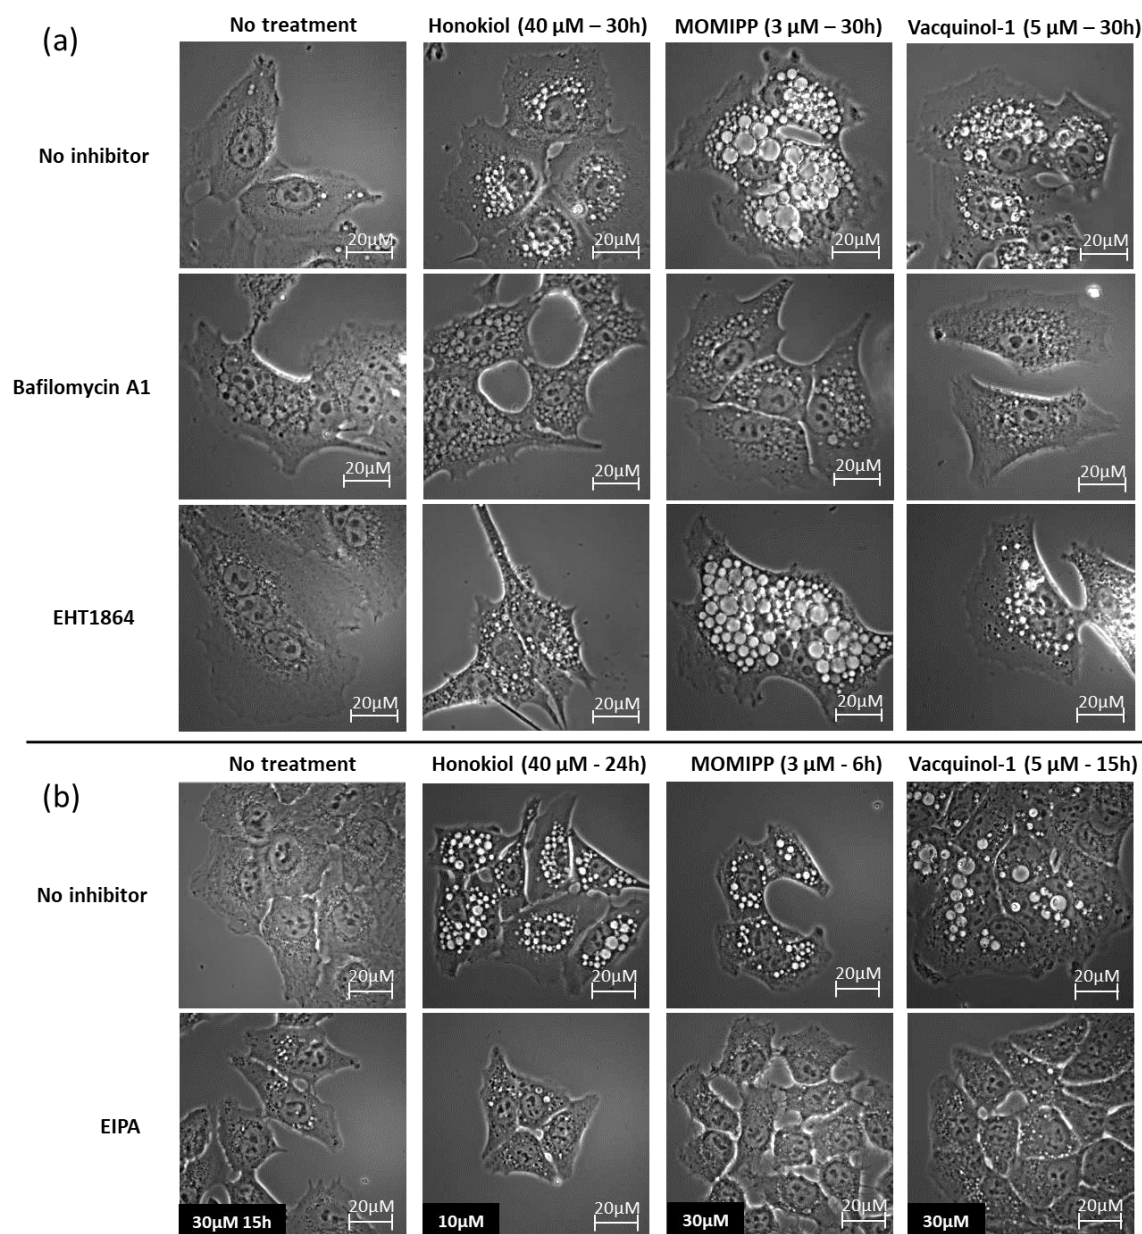 (a)
No treatment
Honokiol (40 µM – 30h)
MOMIPP (3 µM – 30h)
Vacquinol-1 (5 µM – 30h)
No inhibitor
20µM
20µM
20µM
20µM
Bafilomycin A1
20µM
20µM
20µM
20µM
EHT1864
20µM
20µM
20µM
20µM
(b)
No treatment
Honokiol (40 µM - 24h)
MOMIPP (3 µM - 6h)
Vacquinol-1 (5 µM - 15h)
No inhibitor
20µM
20µM
20µM
20µM
EIPA
30µM 15h
20µM
10µM
20µM
30µM
20µM
30µM
20µM